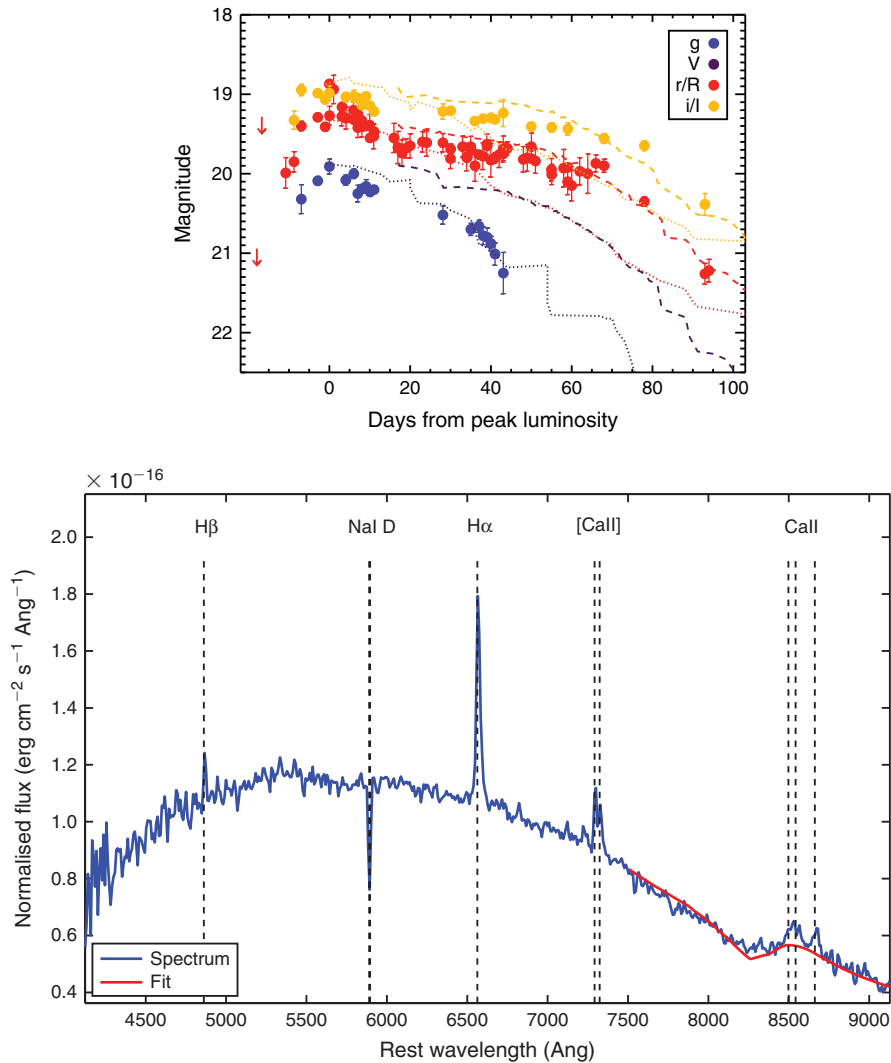 18
19
20
21
22
Magnitude
g
V
r/R
i/I
0
20
40
60
80
100
Days from peak luminosity
× 10⁻¹⁶
2.0
1.8
1.6
1.4
1.2
1.0
0.8
0.6
0.4
Normalised flux (erg cm⁻² s⁻¹ Ang⁻¹)
Hβ
NaI D
Hα
[CaII]
CaII
Spectrum
Fit
4500
5000
5500
6000
6500
7000
7500
8000
8500
9000
Rest wavelength (Ang)